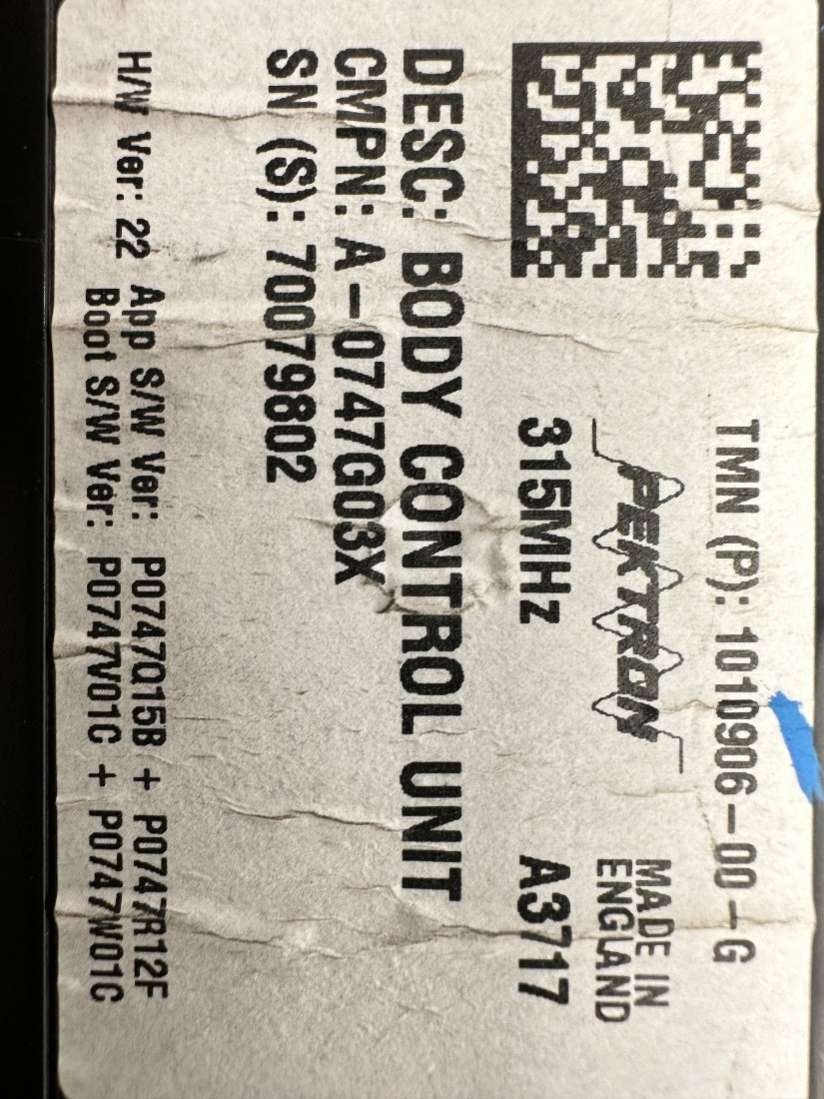 TMN (P): 1010906-00-G
PEKTRON
MADE IN
ENGLAND
315MHz
A3717
DESC: BODY CONTROL UNIT
CMPN: A-0747G03X
SN (S): 70079802
H/W Ver: 22 App S/W Ver: P0747Q15B + P0747R12F
Boot S/W Ver: P0747V01C + P0747W01C